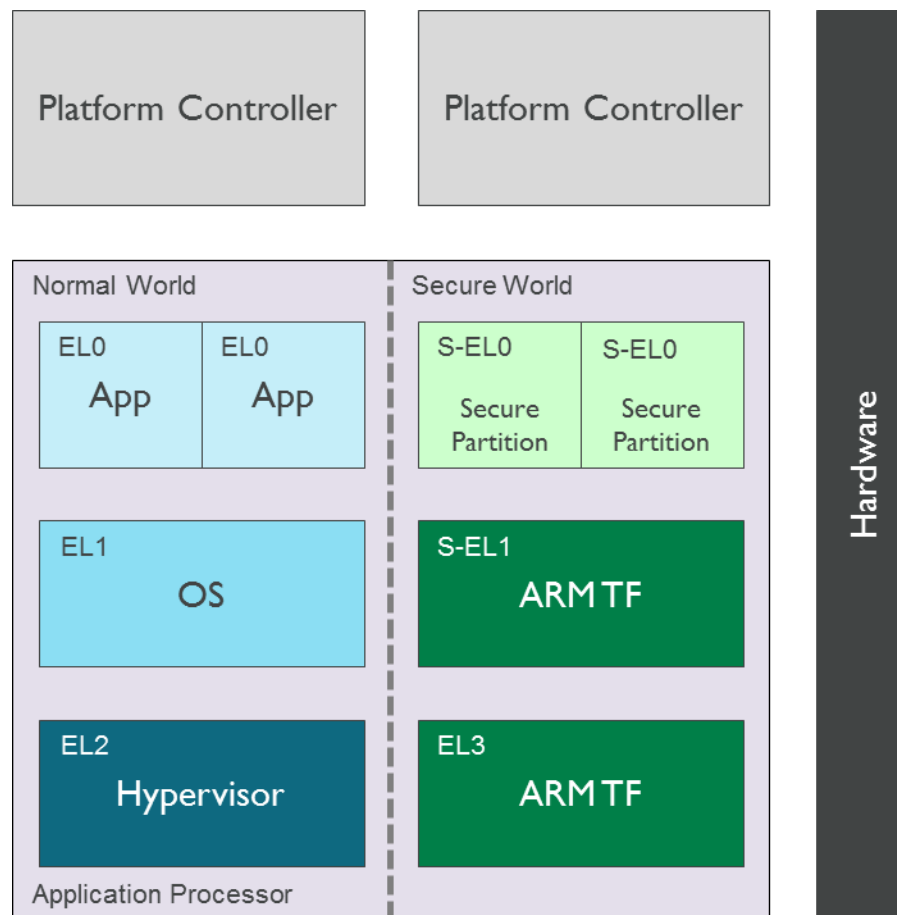 Platform Controller
Platform Controller
Hardware
Normal World
Secure World
EL0
App
EL0
App
S-EL0
Secure
Partition
S-EL0
Secure
Partition
EL1
OS
S-EL1
ARM TF
EL2
Hypervisor
EL3
ARM TF
Application Processor